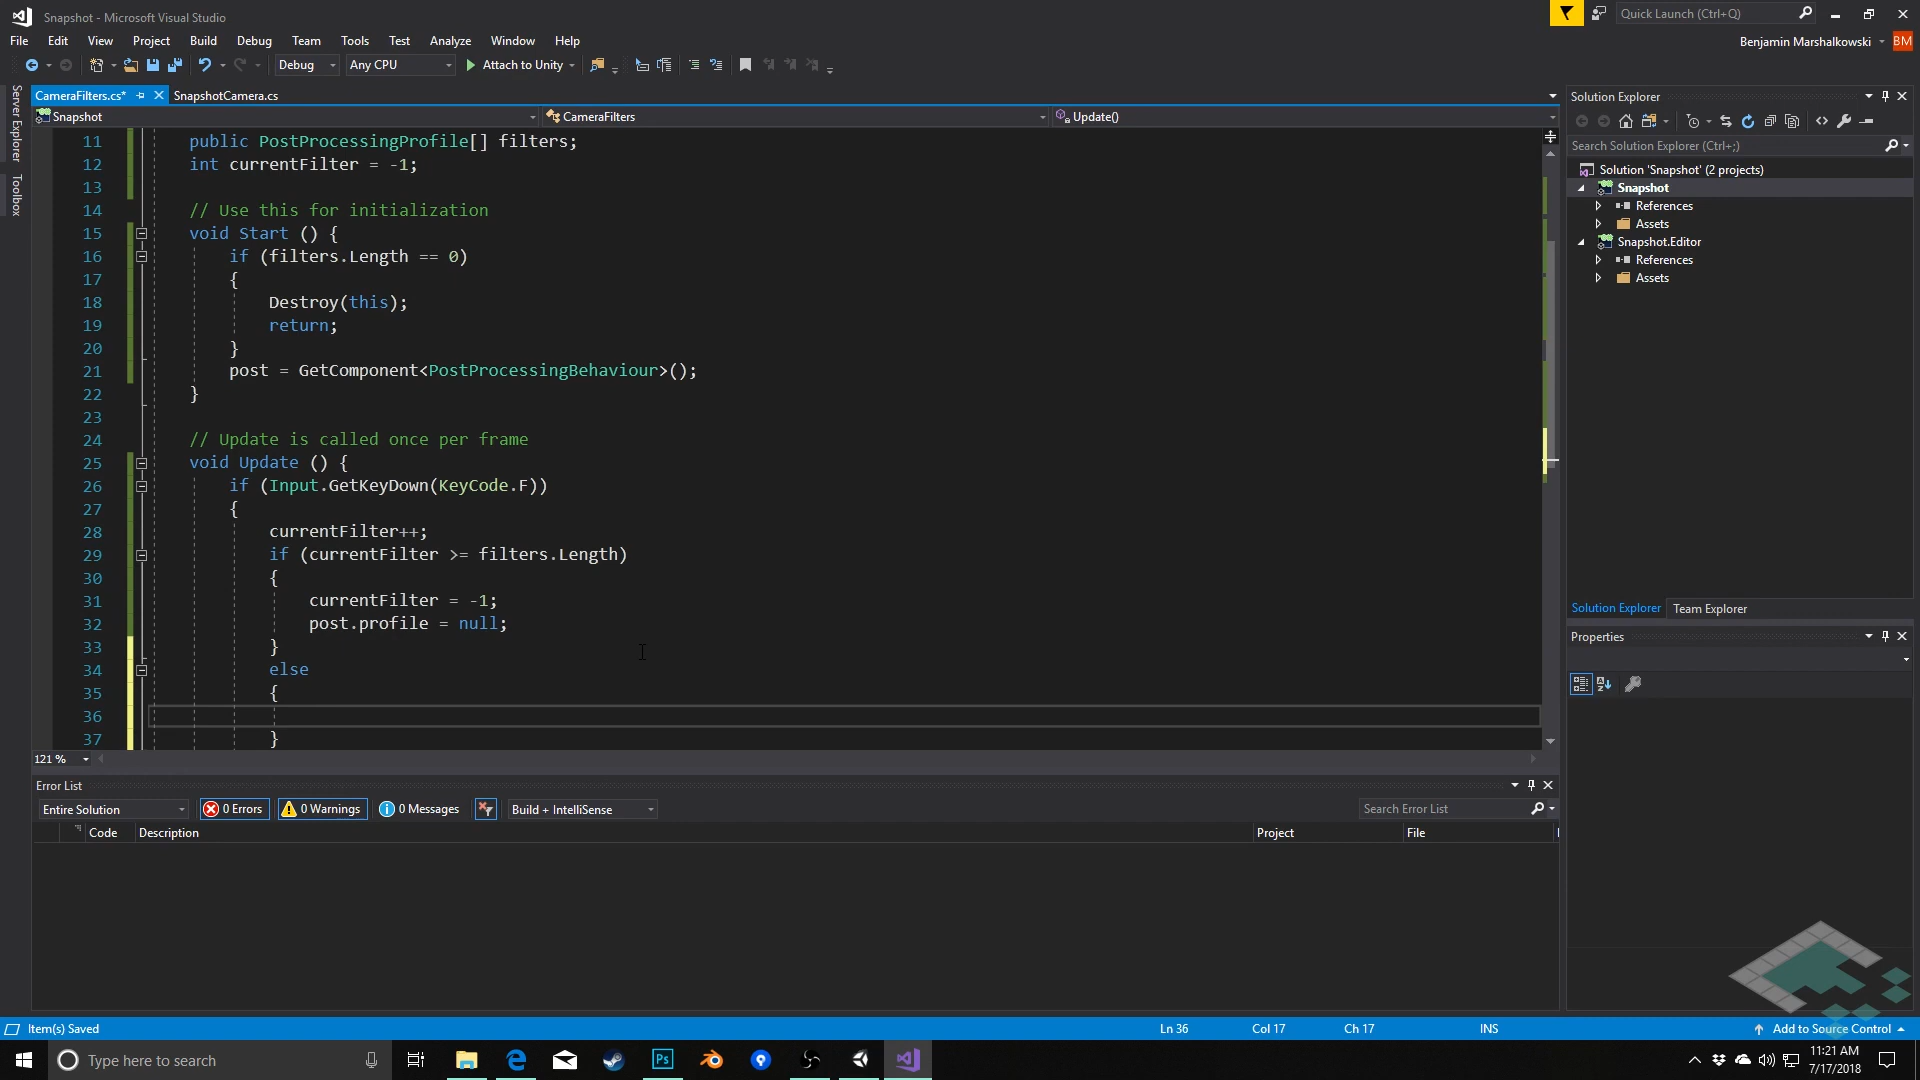 Snapshot - Microsoft Visual Studio
Quick Launch (Ctrl+Q)
File Edit View Project Build Debug Team Tools Test Analyze Window Help
Benjamin Marshalkowski BM
Debug Any CPU Attach to Unity
Server Explorer
Toolbox
CameraFilters.cs* SnapshotCamera.cs
Snapshot CameraFilters Update()
11 public PostProcessingProfile[] filters;
12 int currentFilter = -1;
13
14 // Use this for initialization
15 void Start () {
16 if (filters.Length == 0)
17 {
18 Destroy(this);
19 return;
20 }
21 post = GetComponent<PostProcessingBehaviour>();
22 }
23
24 // Update is called once per frame
25 void Update () {
26 if (Input.GetKeyDown(KeyCode.F))
27 {
28 currentFilter++;
29 if (currentFilter >= filters.Length)
30 {
31 currentFilter = -1;
32 post.profile = null;
33 }
34 else
35 {
36
37 }
121 %
Solution Explorer
Search Solution Explorer (Ctrl+;)
Solution 'Snapshot' (2 projects)
Snapshot
References
Assets
Snapshot.Editor
References
Assets
Solution Explorer Team Explorer
Properties
Error List
Entire Solution 0 Errors 0 Warnings 0 Messages Build + IntelliSense Search Error List
Code Description Project File
Item(s) Saved Ln 36 Col 17 Ch 17 INS Add to Source Control
Type here to search Ps 11:21 AM
7/17/2018